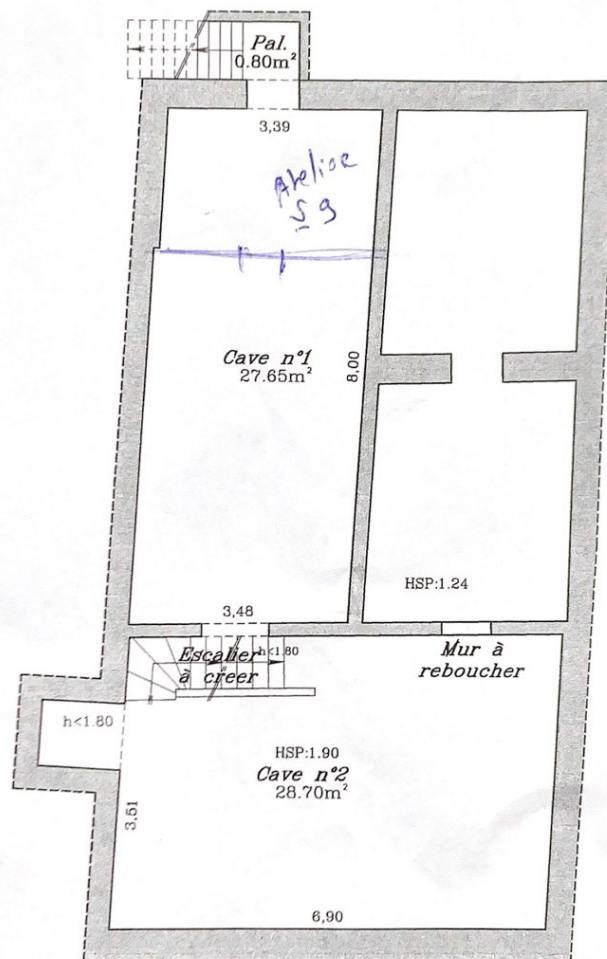 Pal.
0.80m²
3,39
Atelier
59
Cave n°1
27.65m²
8,00
HSP:1.24
3,48
Escalier
à créer
h<1.80
Mur à
reboucher
h<1.80
HSP:1.90
Cave n°2
28.70m²
3,51
6,90